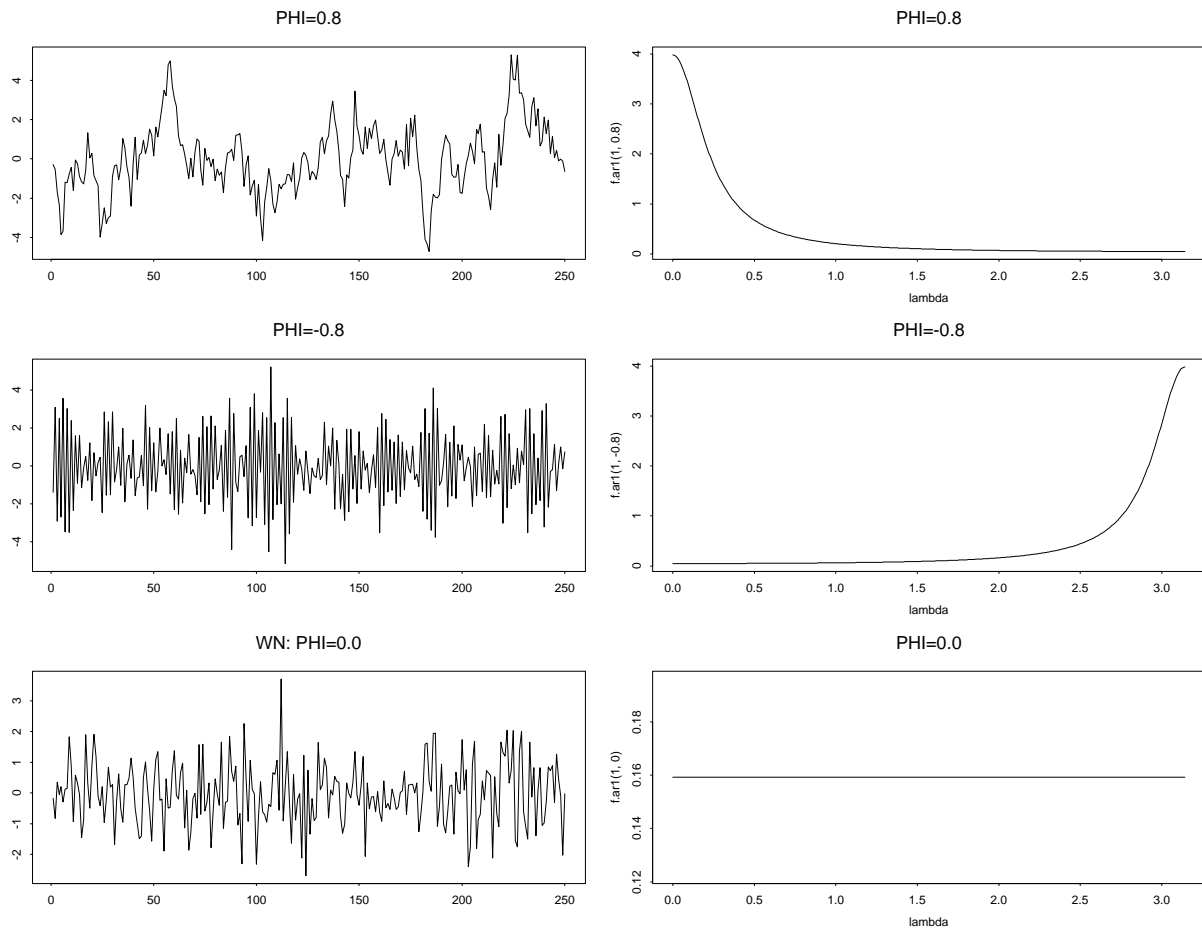 PHI=0.8
-4 -2 0 2 4
0 50 100 150 200 250
PHI=0.8
f.ar1(1, 0.8)
0 1 2 3 4
0.0 0.5 1.0 1.5 2.0 2.5 3.0
lambda
PHI=-0.8
-4 -2 0 2 4
0 50 100 150 200 250
PHI=-0.8
f.ar1(1, -0.8)
0 1 2 3 4
0.0 0.5 1.0 1.5 2.0 2.5 3.0
lambda
WN: PHI=0.0
-2 -1 0 1 2 3
0 50 100 150 200 250
PHI=0.0
f.ar1(1, 0)
0.12 0.14 0.16 0.18
0.0 0.5 1.0 1.5 2.0 2.5 3.0
lambda